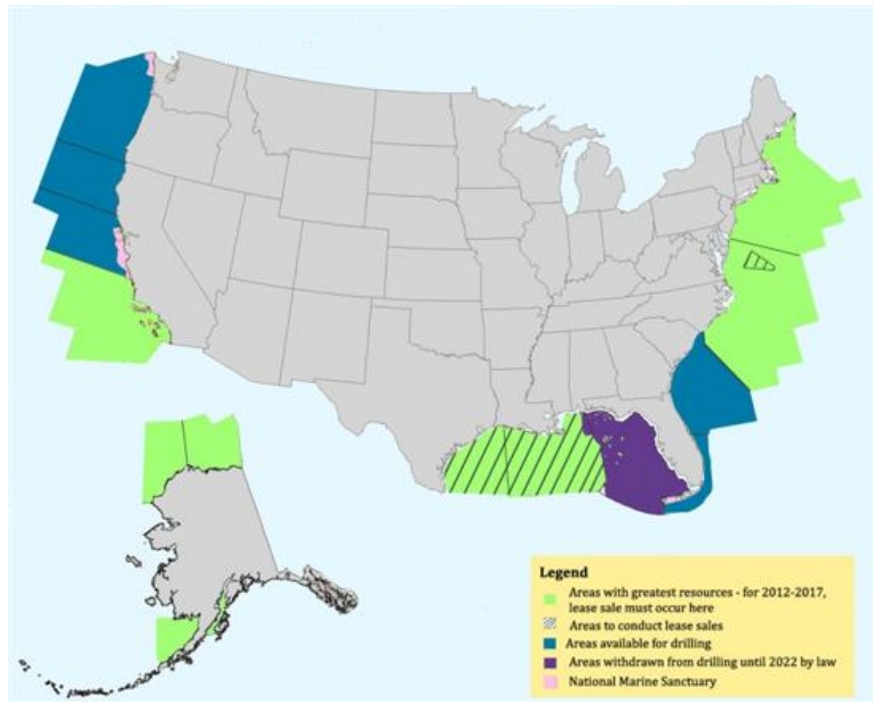 Legend
Areas with greatest resources - for 2012-2017,
lease sale must occur here
Areas to conduct lease sales
Areas available for drilling
Areas withdrawn from drilling until 2022 by law
National Marine Sanctuary